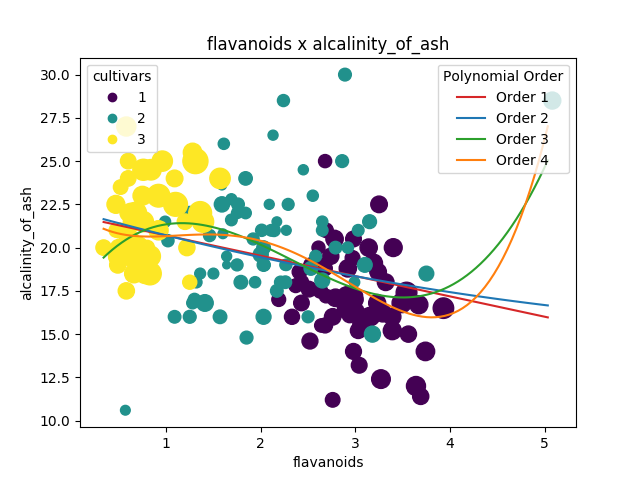 flavanoids x alcalinity_of_ash
cultivars
1
2
3
Polynomial Order
Order 1
Order 2
Order 3
Order 4
alcalinity_of_ash
30.0
27.5
25.0
22.5
20.0
17.5
15.0
12.5
10.0
1 2 3 4 5
flavanoids